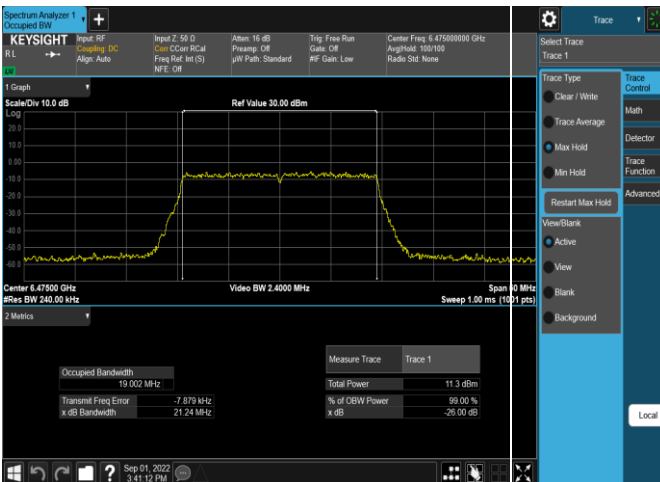 Spectrum Analyzer 1
Occupied BW
+
KEYSIGHT
R L
LW
Input: RF
Coupling: DC
Align: Auto
Input Z: 50 Ω
Corr CCorr RCal
Freq Ref: Int (S)
NFE: Off
Atten: 16 dB
Preamp: Off
µW Path: Standard
Trig: Free Run
Gate: Off
#IF Gain: Low
Center Freq: 6.475000000 GHz
Avg|Hold: 100/100
Radio Std: None
1 Graph
Scale/Div 10.0 dB
Ref Value 30.00 dBm
Log
20.0
10.0
0.00
-10.0
-20.0
-30.0
-40.0
-50.0
-60.0
Center 6.47500 GHz
#Res BW 240.00 kHz
Video BW 2.4000 MHz
Sweep 1.00 ms (1001 pts)
2 Metrics
Occupied Bandwidth
19.002 MHz
Transmit Freq Error -7.879 kHz
x dB Bandwidth 21.24 MHz
Measure Trace Trace 1
Total Power 11.3 dBm
% of OBW Power 99.00 %
x dB -26.00 dB
Sep 01, 2022
3:41:12 PM
Trace
Select Trace
Trace 1
Trace Type
Clear / Write
Trace Average
Max Hold
Min Hold
Restart Max Hold
View/Blank
Active
View
Blank
Background
Trace
Control
Math
Detector
Trace
Function
Advanced
Local